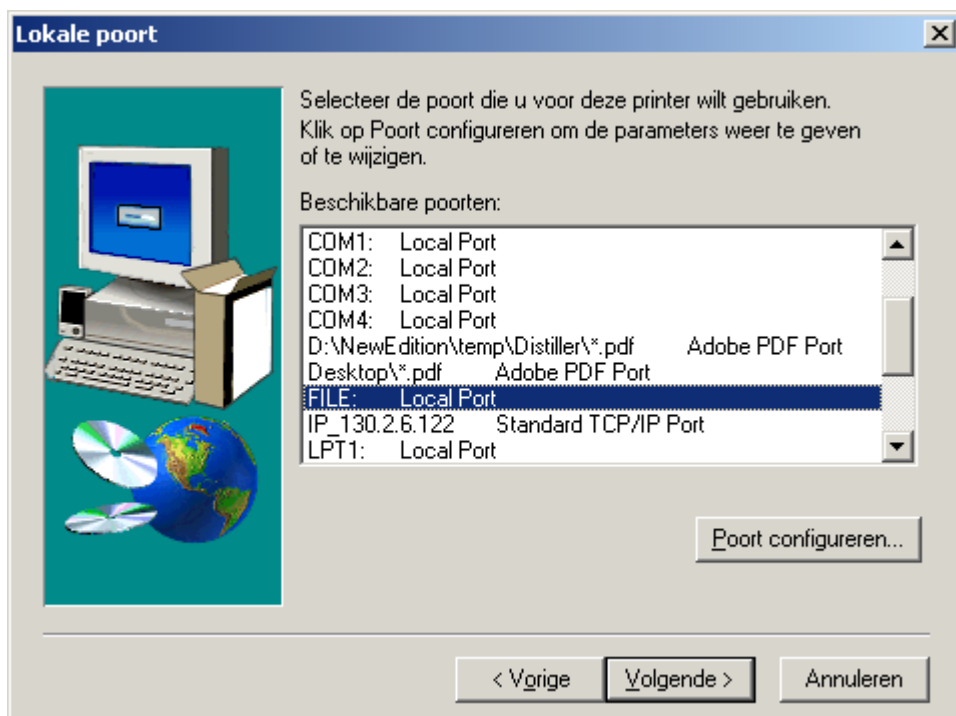 Lokale poort
Selecteer de poort die u voor deze printer wilt gebruiken.
Klik op Poort configureren om de parameters weer te geven
of te wijzigen.
Beschikbare poorten:
COM1: Local Port
COM2: Local Port
COM3: Local Port
COM4: Local Port
D:\NewEdition\temp\Distiller\*.pdf Adobe PDF Port
Desktop\*.pdf Adobe PDF Port
FILE: Local Port
IP_130.2.6.122 Standard TCP/IP Port
LPT1: Local Port
Poort configureren...
< Vorige Volgende > Annuleren